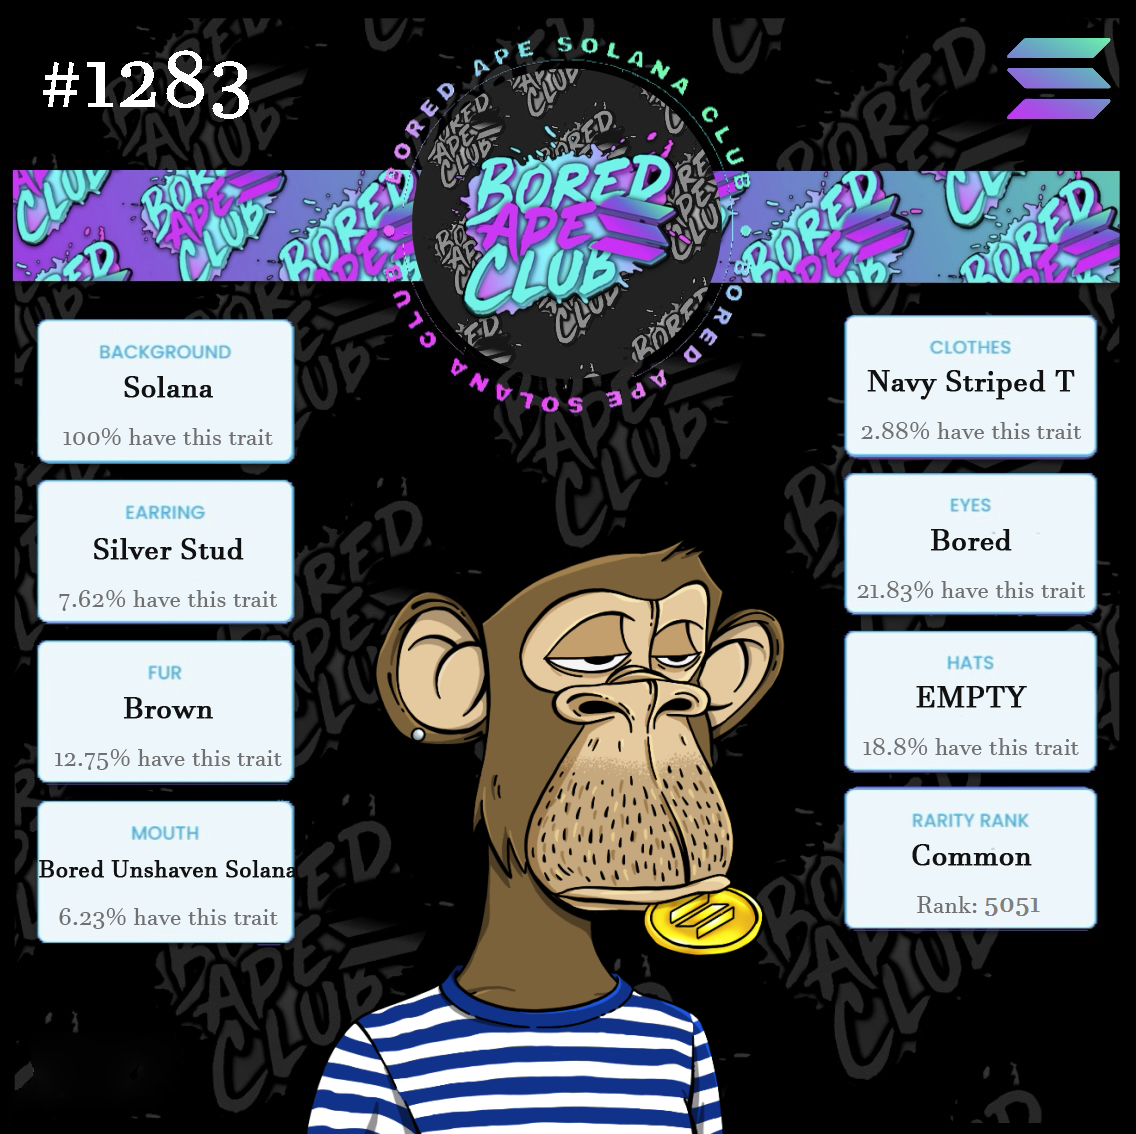 #1283
BORED APE SOLANA CLUB
BORED APE SOLANA CLUB
BORED
APE
CLUB
BACKGROUND
Solana
100% have this trait
EARRING
Silver Stud
7.62% have this trait
FUR
Brown
12.75% have this trait
MOUTH
Bored Unshaven Solana
6.23% have this trait
CLOTHES
Navy Striped T
2.88% have this trait
EYES
Bored
21.83% have this trait
HATS
EMPTY
18.8% have this trait
RARITY RANK
Common
Rank: 5051